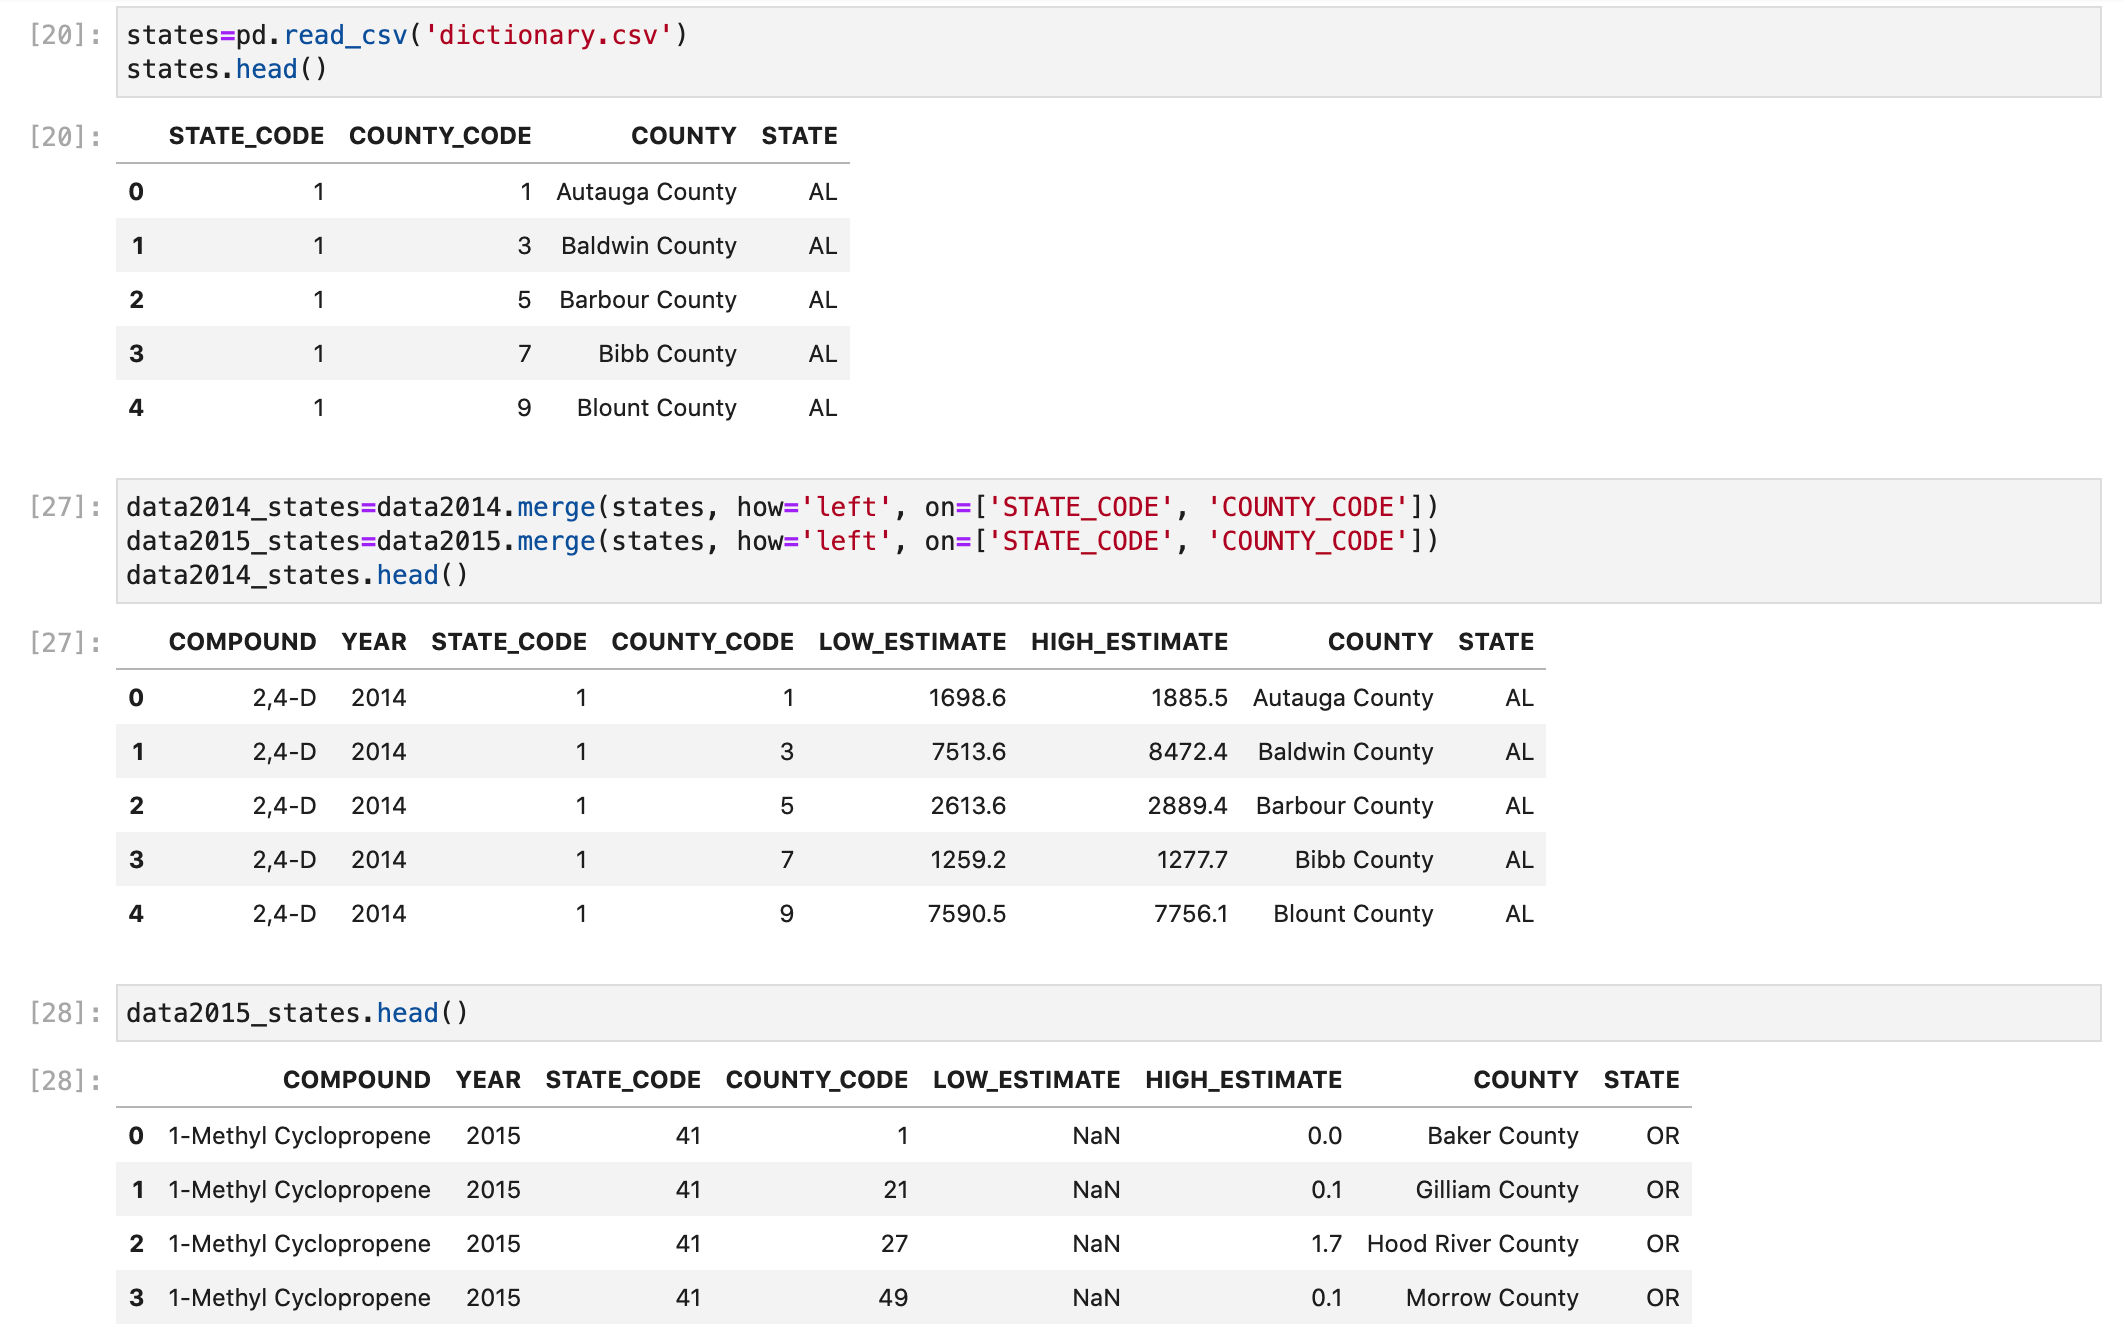 [20]: states=pd.read_csv('dictionary.csv')
states.head()
[20]: STATE_CODE COUNTY_CODE COUNTY STATE
0 1 1 Autauga County AL
1 1 3 Baldwin County AL
2 1 5 Barbour County AL
3 1 7 Bibb County AL
4 1 9 Blount County AL
[27]: data2014_states=data2014.merge(states, how='left', on=['STATE_CODE', 'COUNTY_CODE'])
data2015_states=data2015.merge(states, how='left', on=['STATE_CODE', 'COUNTY_CODE'])
data2014_states.head()
[27]: COMPOUND YEAR STATE_CODE COUNTY_CODE LOW_ESTIMATE HIGH_ESTIMATE COUNTY STATE
0 2,4-D 2014 1 1 1698.6 1885.5 Autauga County AL
1 2,4-D 2014 1 3 7513.6 8472.4 Baldwin County AL
2 2,4-D 2014 1 5 2613.6 2889.4 Barbour County AL
3 2,4-D 2014 1 7 1259.2 1277.7 Bibb County AL
4 2,4-D 2014 1 9 7590.5 7756.1 Blount County AL
[28]: data2015_states.head()
[28]: COMPOUND YEAR STATE_CODE COUNTY_CODE LOW_ESTIMATE HIGH_ESTIMATE COUNTY STATE
0 1-Methyl Cyclopropene 2015 41 1 NaN 0.0 Baker County OR
1 1-Methyl Cyclopropene 2015 41 21 NaN 0.1 Gilliam County OR
2 1-Methyl Cyclopropene 2015 41 27 NaN 1.7 Hood River County OR
3 1-Methyl Cyclopropene 2015 41 49 NaN 0.1 Morrow County OR